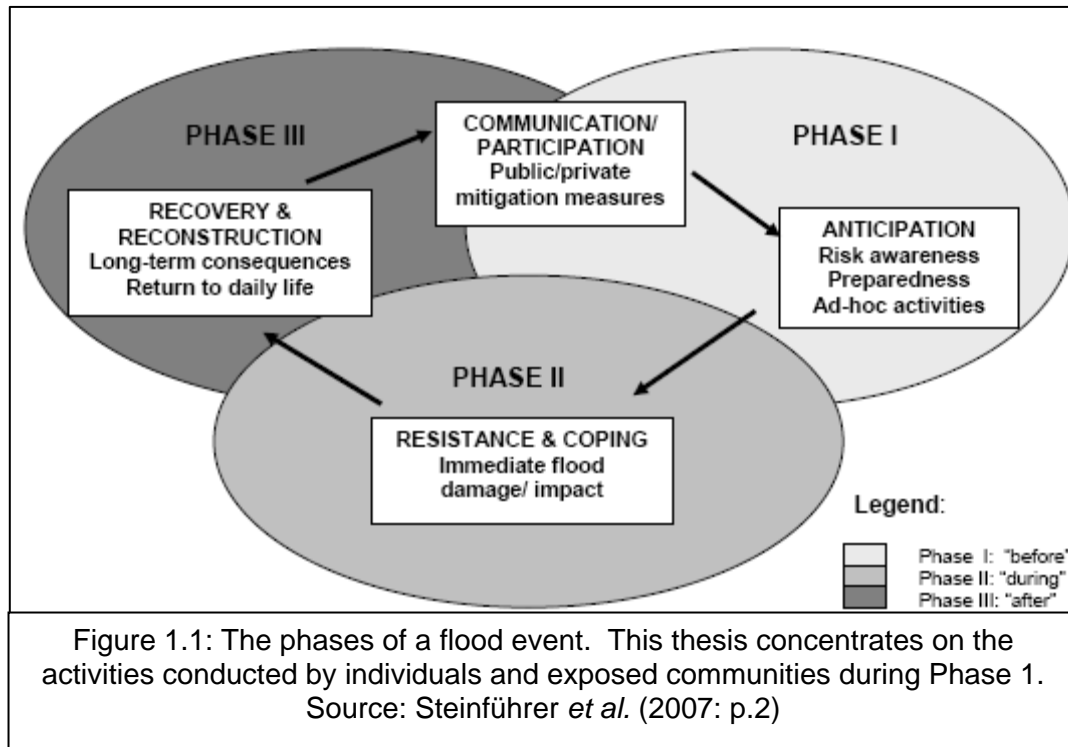 PHASE III
COMMUNICATION/
PARTICIPATION
Public/private
mitigation measures
PHASE I
RECOVERY &
RECONSTRUCTION
Long-term consequences
Return to daily life
ANTICIPATION
Risk awareness
Preparedness
Ad-hoc activities
PHASE II
RESISTANCE & COPING
Immediate flood
damage/ impact
Legend:
Phase I: "before"
Phase II: "during"
Phase III: "after"
Figure 1.1: The phases of a flood event. This thesis concentrates on the
activities conducted by individuals and exposed communities during Phase 1.
Source: Steinführer et al. (2007: p.2)